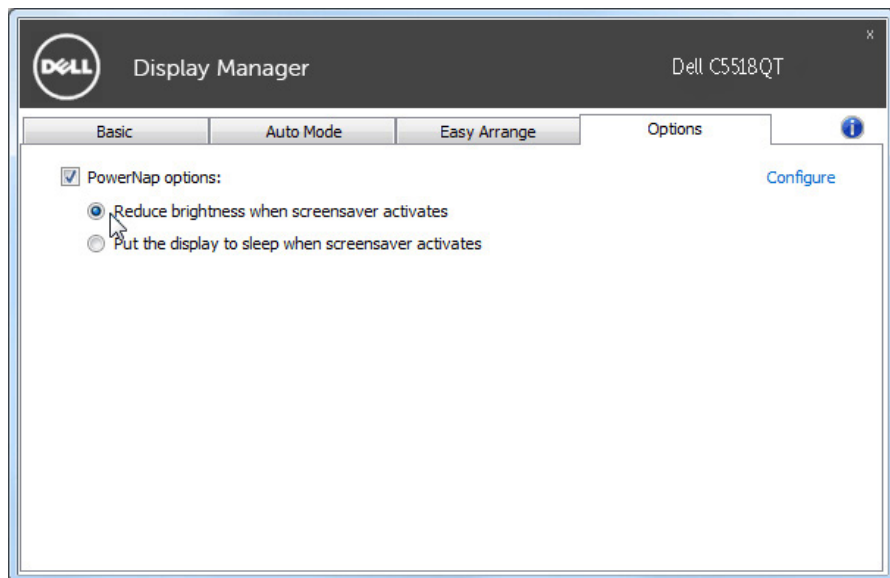 DELL Display Manager Dell C5518QT x
Basic Auto Mode Easy Arrange Options i
PowerNap options: Configure
Reduce brightness when screensaver activates
Put the display to sleep when screensaver activates